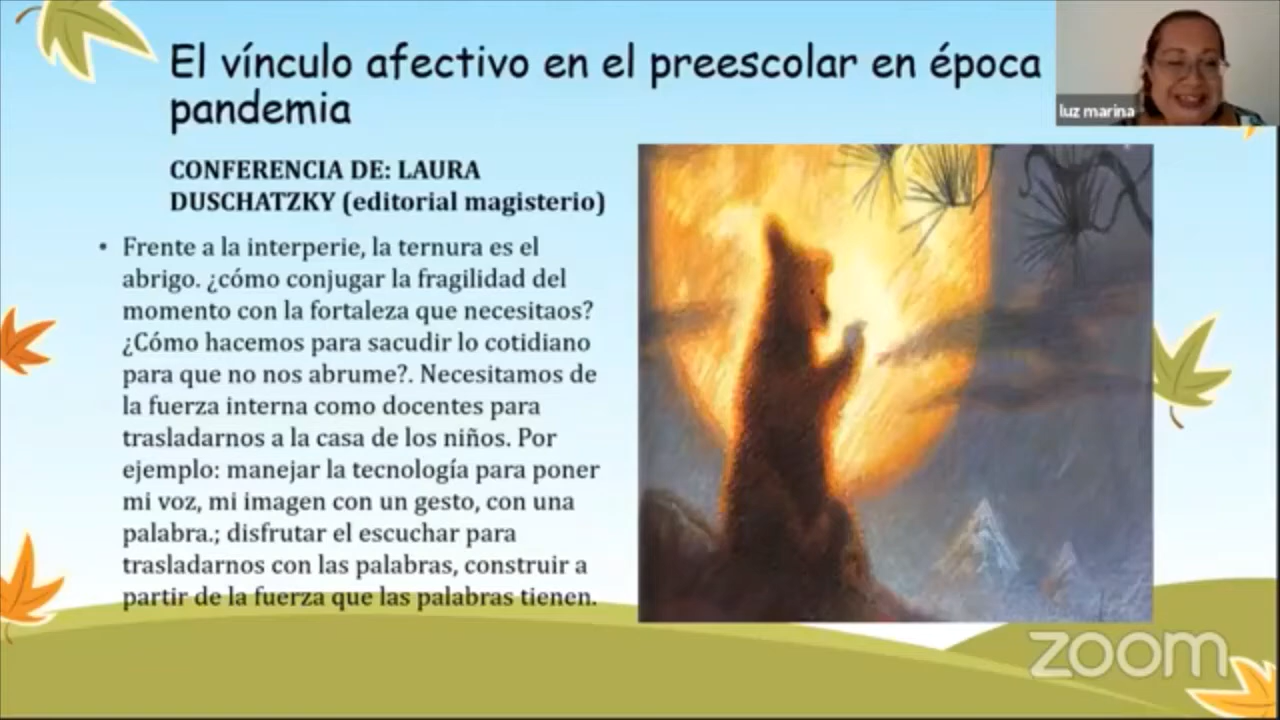 El vínculo afectivo en el preescolar en época
pandemia
luz marina
CONFERENCIA DE: LAURA
DUSCHATZKY (editorial magisterio)
• Frente a la interperie, la ternura es el
abrigo. ¿cómo conjugar la fragilidad del
momento con la fortaleza que necesitaos?
¿Cómo hacemos para sacudir lo cotidiano
para que no nos abrume?. Necesitamos de
la fuerza interna como docentes para
trasladarnos a la casa de los niños. Por
ejemplo: manejar la tecnología para poner
mi voz, mi imagen con un gesto, con una
palabra.; disfrutar el escuchar para
trasladarnos con las palabras, construir a
partir de la fuerza que las palabras tienen.
zoom